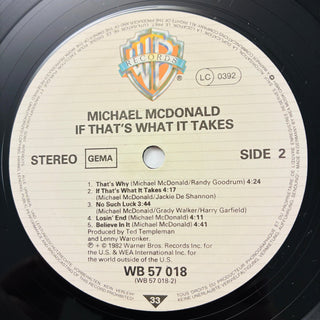 RECORDS
LC 0392
MICHAEL MCDONALD
IF THAT'S WHAT IT TAKES
STEREO GEMA SIDE 2
1. That's Why (Michael McDonald/Randy Goodrum) 4:24
2. If That's What It Takes 4:17
(Michael McDonald/Jackie De Shannon)
3. No Such Luck 3:44
(Michael McDonald/Grady Walker/Harry Garfield)
4. Losin' End (Michael McDonald) 4:11
5. Believe In It (Michael McDonald) 4:11
Produced by Ted Templeman and
Lenny Waronker.
℗ + © 1982 Warner Bros. Records Inc. for
the U.S. & WEA International Inc. for
the world outside of the U.S.
WB 57 018
(WB 57 018-2)
33